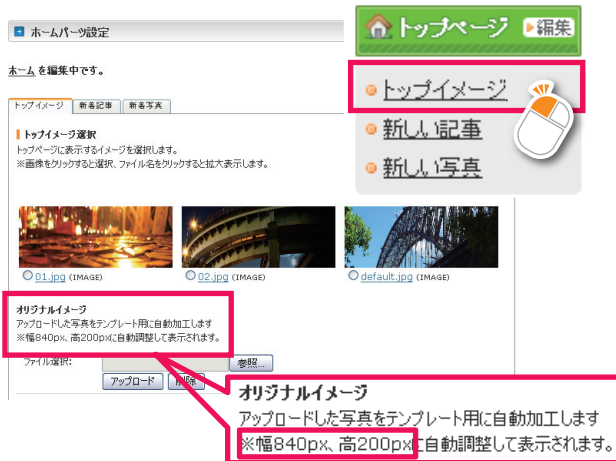 ホームパーツ設定
ホーム を編集中です。
トップイメージ 新着記事 新着写真
トップイメージ選択
トップページに表示するイメージを選択します。
※画像をクリックすると選択、ファイル名をクリックすると拡大表示します。
01.jpg (IMAGE) 02.jpg (IMAGE) default.jpg (IMAGE)
オリジナルイメージ
アップロードした写真をテンプレート用に自動加工します
※幅840px、高200pxに自動調整して表示されます。
ファイル選択: 参照...
アップロード 削除
トップページ 編集
トップイメージ
新しい記事
新しい写真
オリジナルイメージ
アップロードした写真をテンプレート用に自動加工します
※幅840px、高200pxに自動調整して表示されます。